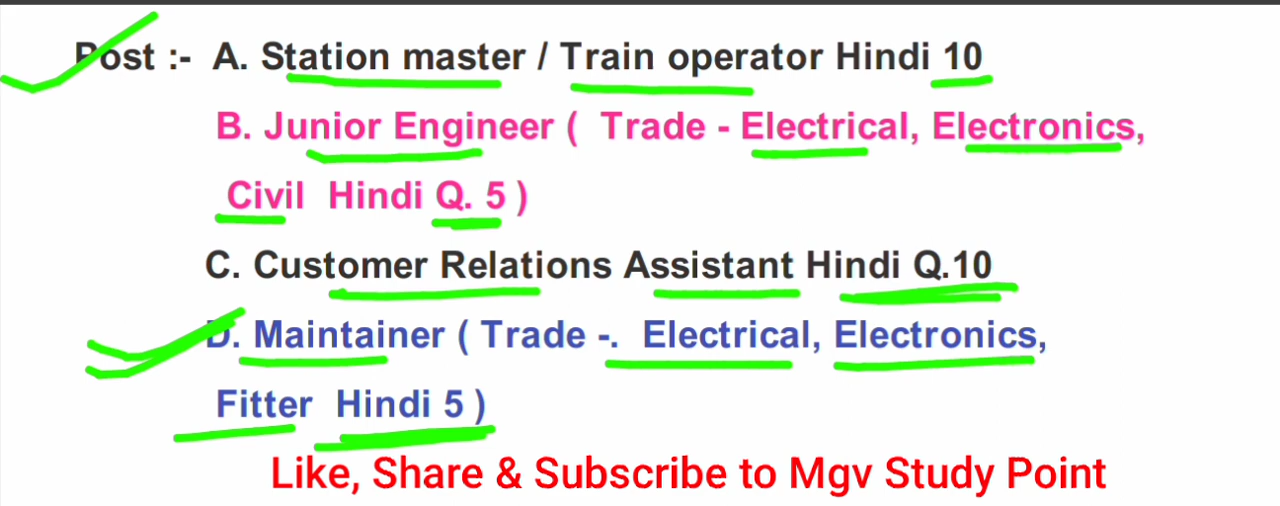 Post :- A. Station master / Train operator Hindi 10
B. Junior Engineer ( Trade - Electrical, Electronics,
Civil Hindi Q. 5 )
C. Customer Relations Assistant Hindi Q.10
D. Maintainer ( Trade -. Electrical, Electronics,
Fitter Hindi 5 )
Like, Share & Subscribe to Mgv Study Point